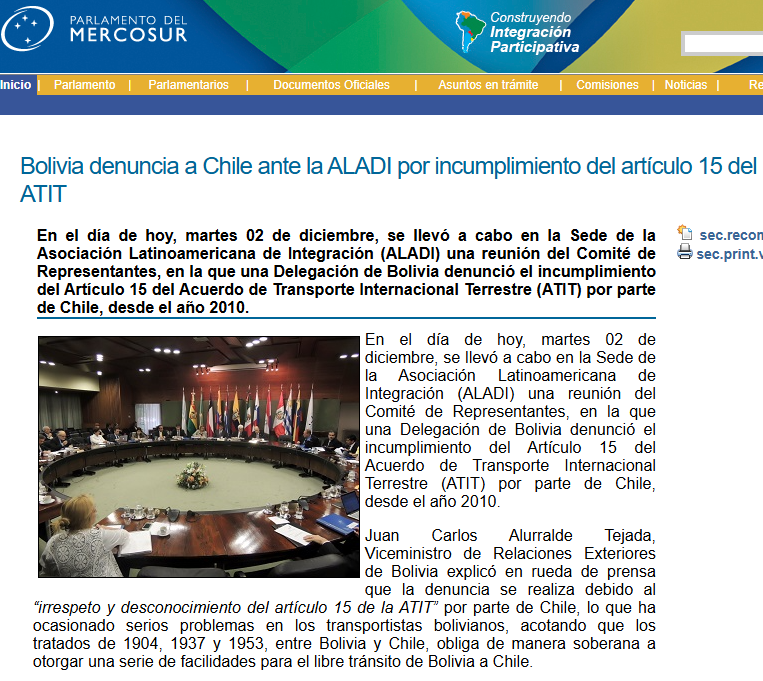 PARLAMENTO DEL
MERCOSUR
Construyendo
Integración
Participativa
Inicio | Parlamento | Parlamentarios | Documentos Oficiales | Asuntos en trámite | Comisiones | Noticias | Re
Bolivia denuncia a Chile ante la ALADI por incumplimiento del artículo 15 del
ATIT
En el día de hoy, martes 02 de diciembre, se llevó a cabo en la Sede de la
Asociación Latinoamericana de Integración (ALADI) una reunión del Comité de
Representantes, en la que una Delegación de Bolivia denunció el incumplimiento
del Artículo 15 del Acuerdo de Transporte Internacional Terrestre (ATIT) por parte
de Chile, desde el año 2010.
sec.recon
sec.print.v
En el día de hoy, martes 02 de
diciembre, se llevó a cabo en la Sede de
la Asociación Latinoamericana de
Integración (ALADI) una reunión del
Comité de Representantes, en la que
una Delegación de Bolivia denunció el
incumplimiento del Artículo 15 del
Acuerdo de Transporte Internacional
Terrestre (ATIT) por parte de Chile,
desde el año 2010.
Juan Carlos Alurralde Tejada,
Viceministro de Relaciones Exteriores
de Bolivia explicó en rueda de prensa
que la denuncia se realiza debido al
“irrespeto y desconocimiento del artículo 15 de la ATIT” por parte de Chile, lo que ha
ocasionado serios problemas en los transportistas bolivianos, acotando que los
tratados de 1904, 1937 y 1953, entre Bolivia y Chile, obliga de manera soberana a
otorgar una serie de facilidades para el libre tránsito de Bolivia a Chile.